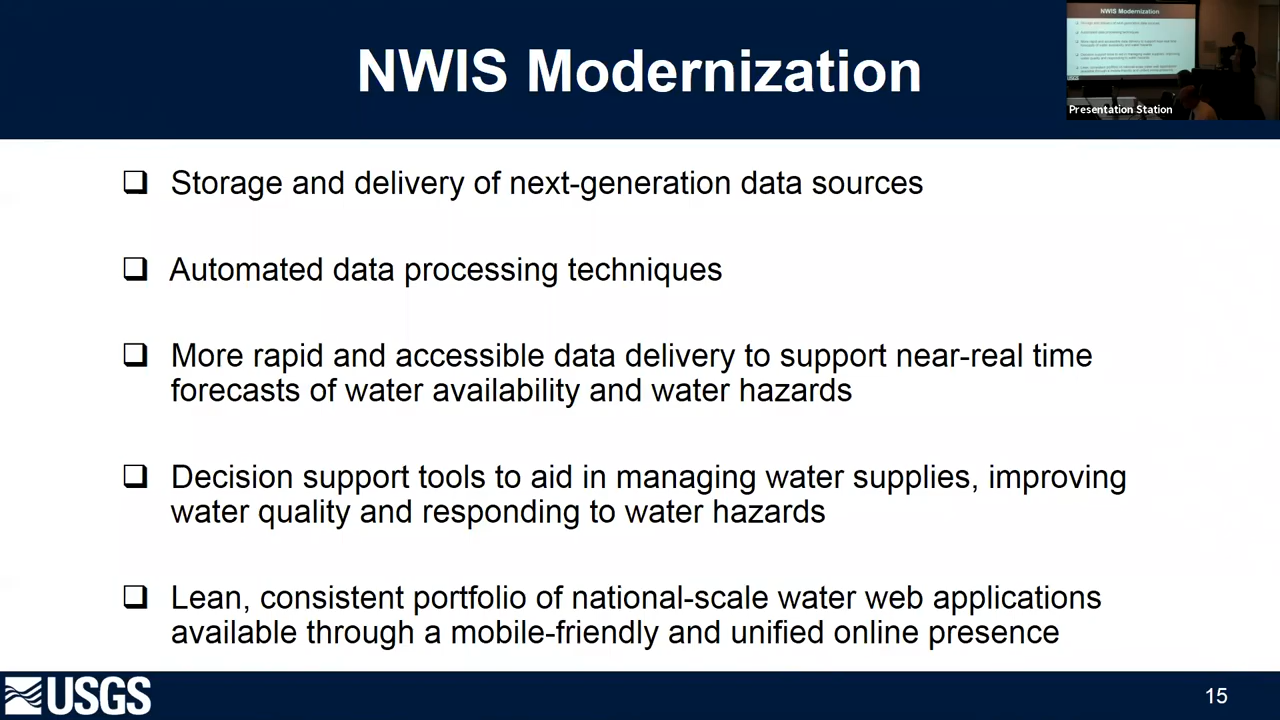 NWIS Modernization
NWIS Modernization
Presentation Station
❑ Storage and delivery of next-generation data sources
❑ Automated data processing techniques
❑ More rapid and accessible data delivery to support near-real time
forecasts of water availability and water hazards
❑ Decision support tools to aid in managing water supplies, improving
water quality and responding to water hazards
❑ Lean, consistent portfolio of national-scale water web applications
available through a mobile-friendly and unified online presence
USGS
15